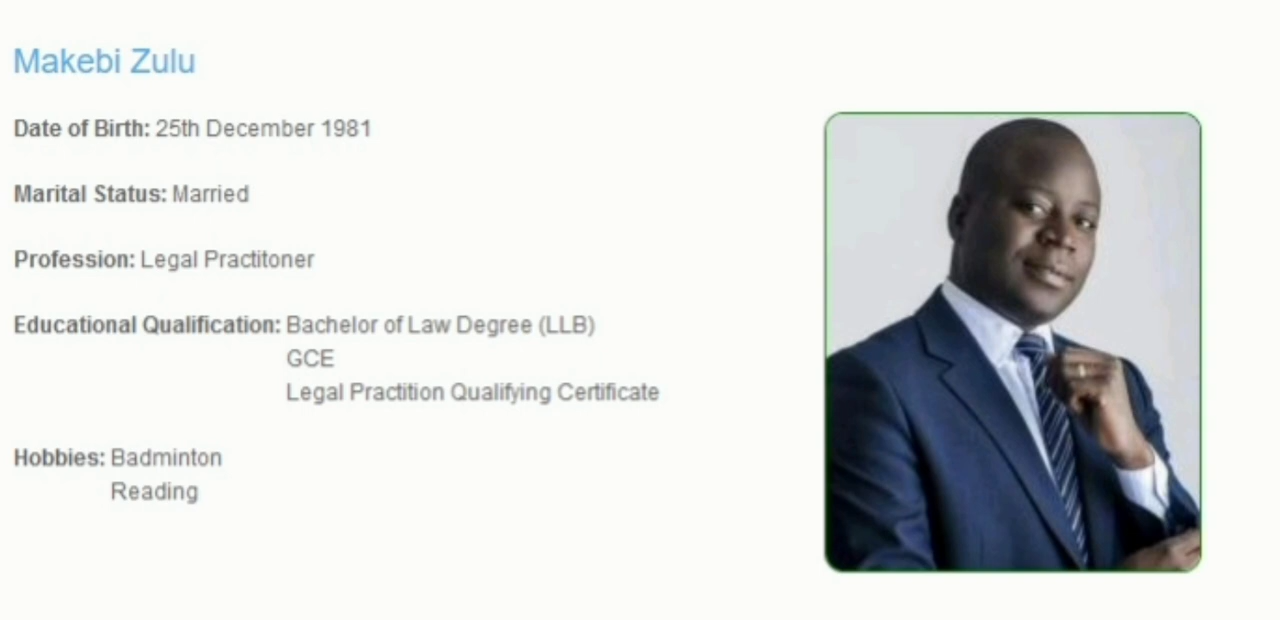 Makebi Zulu
Date of Birth: 25th December 1981
Marital Status: Married
Profession: Legal Practitoner
Educational Qualification: Bachelor of Law Degree (LLB)
GCE
Legal Practition Qualifying Certificate
Hobbies: Badminton
Reading